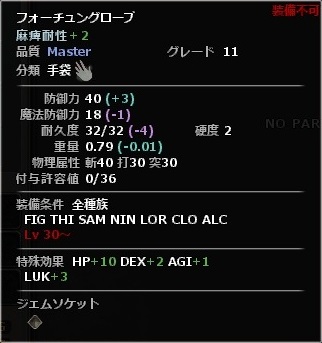 フォーチュングローブ 装備不可
麻痺耐性+2
品質 Master グレード 11
分類 手袋
防御力 40 (+3)
魔法防御力 18 (-1)
耐久度 32/32 (-4) 硬度 2
重量 0.79 (-0.01)
物理属性 斬40 打30 突30
付与許容値 0/36
NO PAR
装備条件 全種族
FIG THI SAM NIN LOR CLO ALC
Lv 30～
特殊効果 HP+10 DEX+2 AGI+1
LUK+3
ジェムソケット